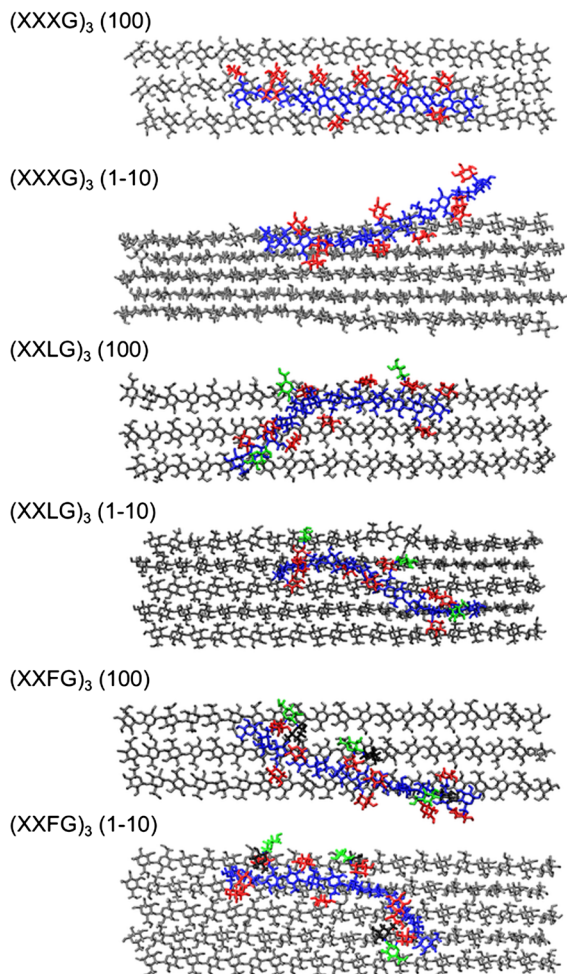 (XXXG)₃ (100)
(XXXG)₃ (1-10)
(XXLG)₃ (100)
(XXLG)₃ (1-10)
(XXFG)₃ (100)
(XXFG)₃ (1-10)